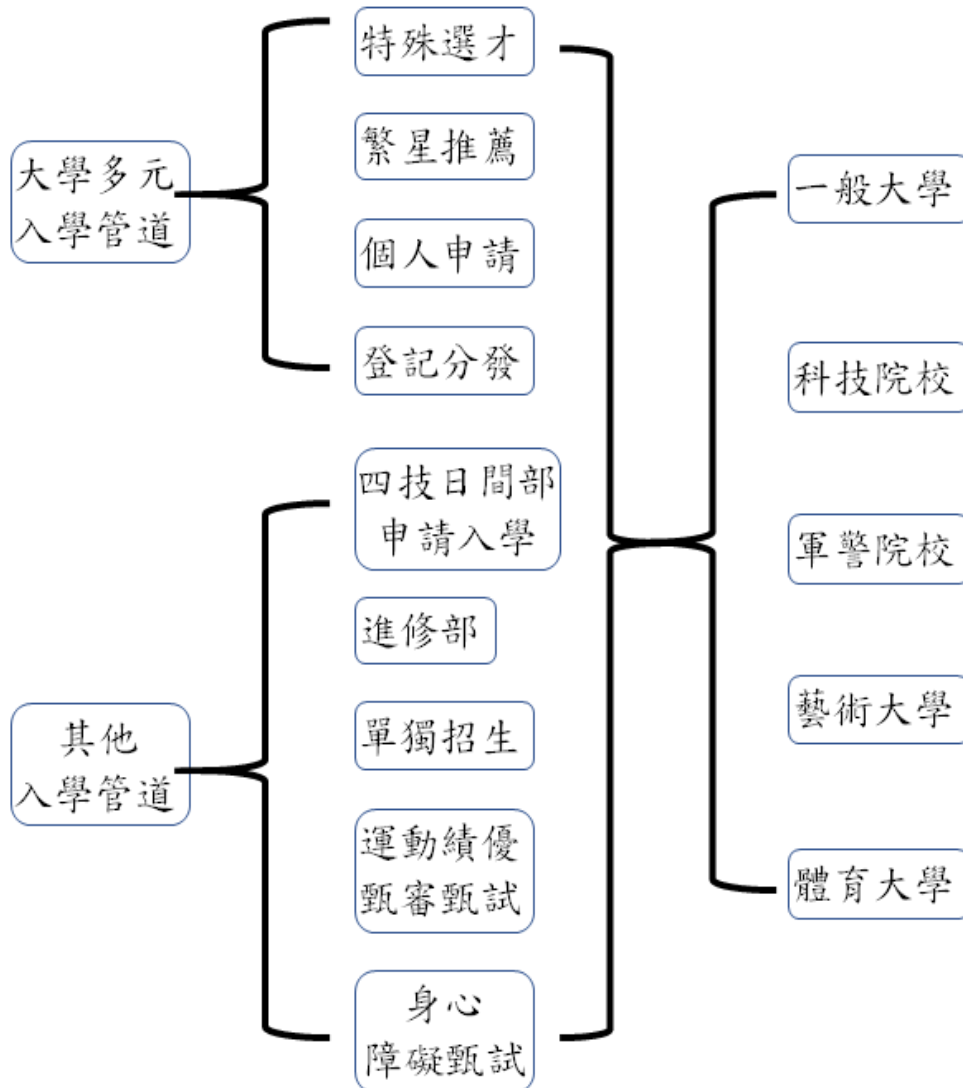 大學多元
入學管道
特殊選才
繁星推薦
個人申請
登記分發
其他
入學管道
四技日間部
申請入學
進修部
單獨招生
運動績優
甄審甄試
身心
障礙甄試
一般大學
科技院校
軍警院校
藝術大學
體育大學